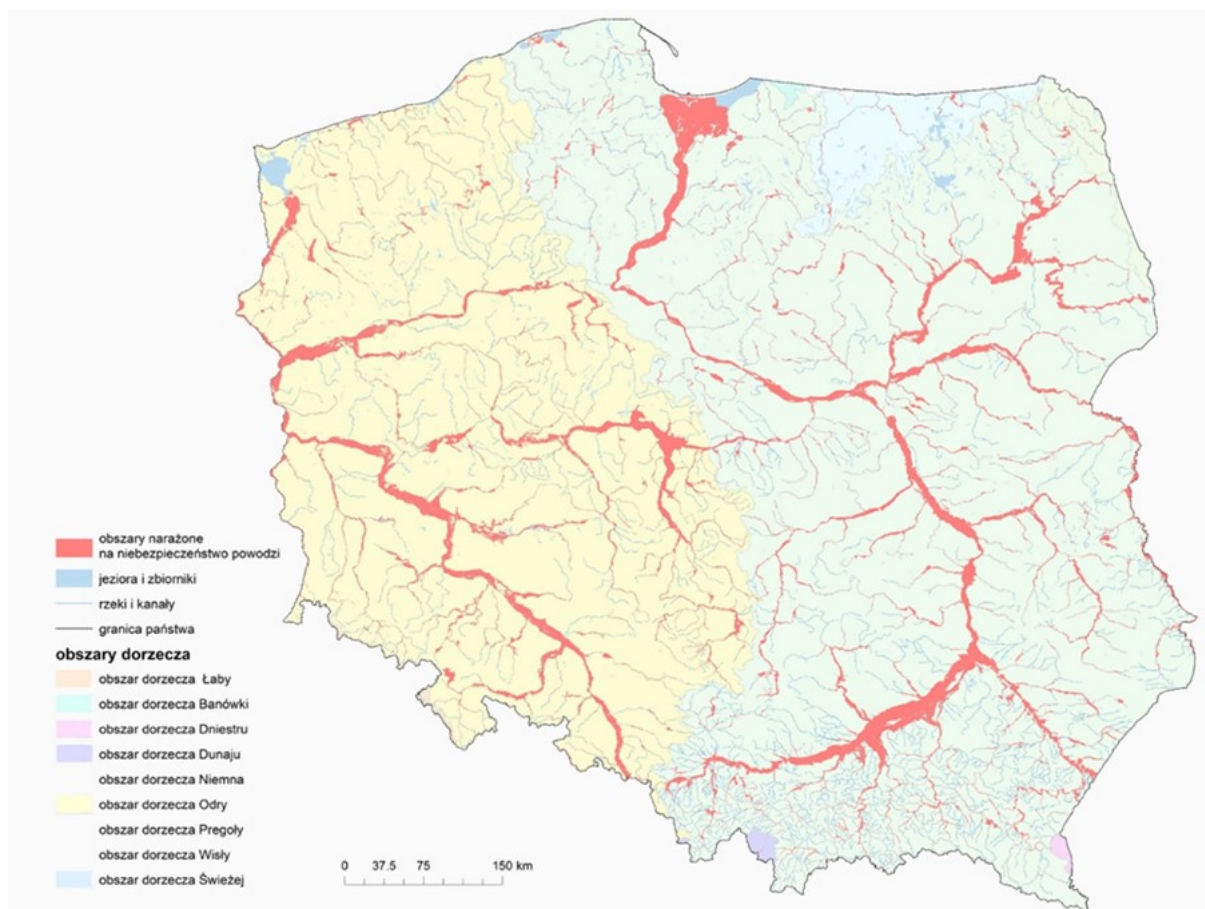 obszary narażone
na niebezpieczeństwo powodzi
jeziora i zbiorniki
rzeki i kanały
granica państwa
obszary dorzecza
obszar dorzecza Łaby
obszar dorzecza Banówki
obszar dorzecza Dniestru
obszar dorzecza Dunaju
obszar dorzecza Niemna
obszar dorzecza Odry
obszar dorzecza Pregoły
obszar dorzecza Wisły
obszar dorzecza Świeżej
0 37.5 75 150 km